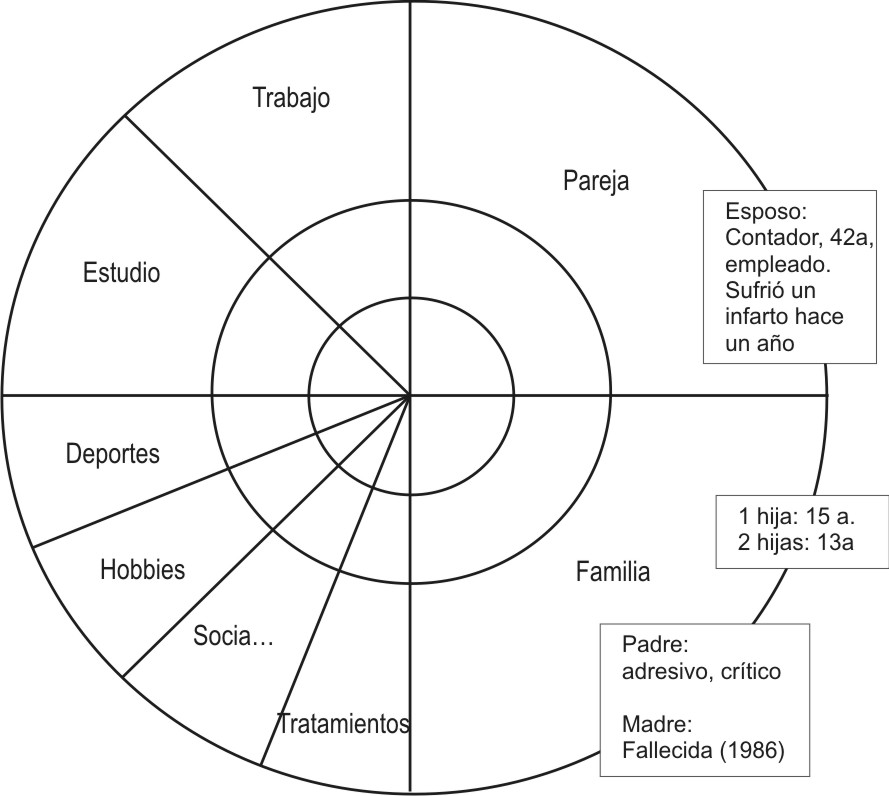 Trabajo
Pareja
Esposo:
Contador, 42a,
empleado.
Sufrió un
infarto hace
un año
Estudio
Deportes
Hobbies
Socia…
Tratamientos
Familia
1 hija: 15 a.
2 hijas: 13a
Padre:
adresivo, crítico
Madre:
Fallecida (1986)